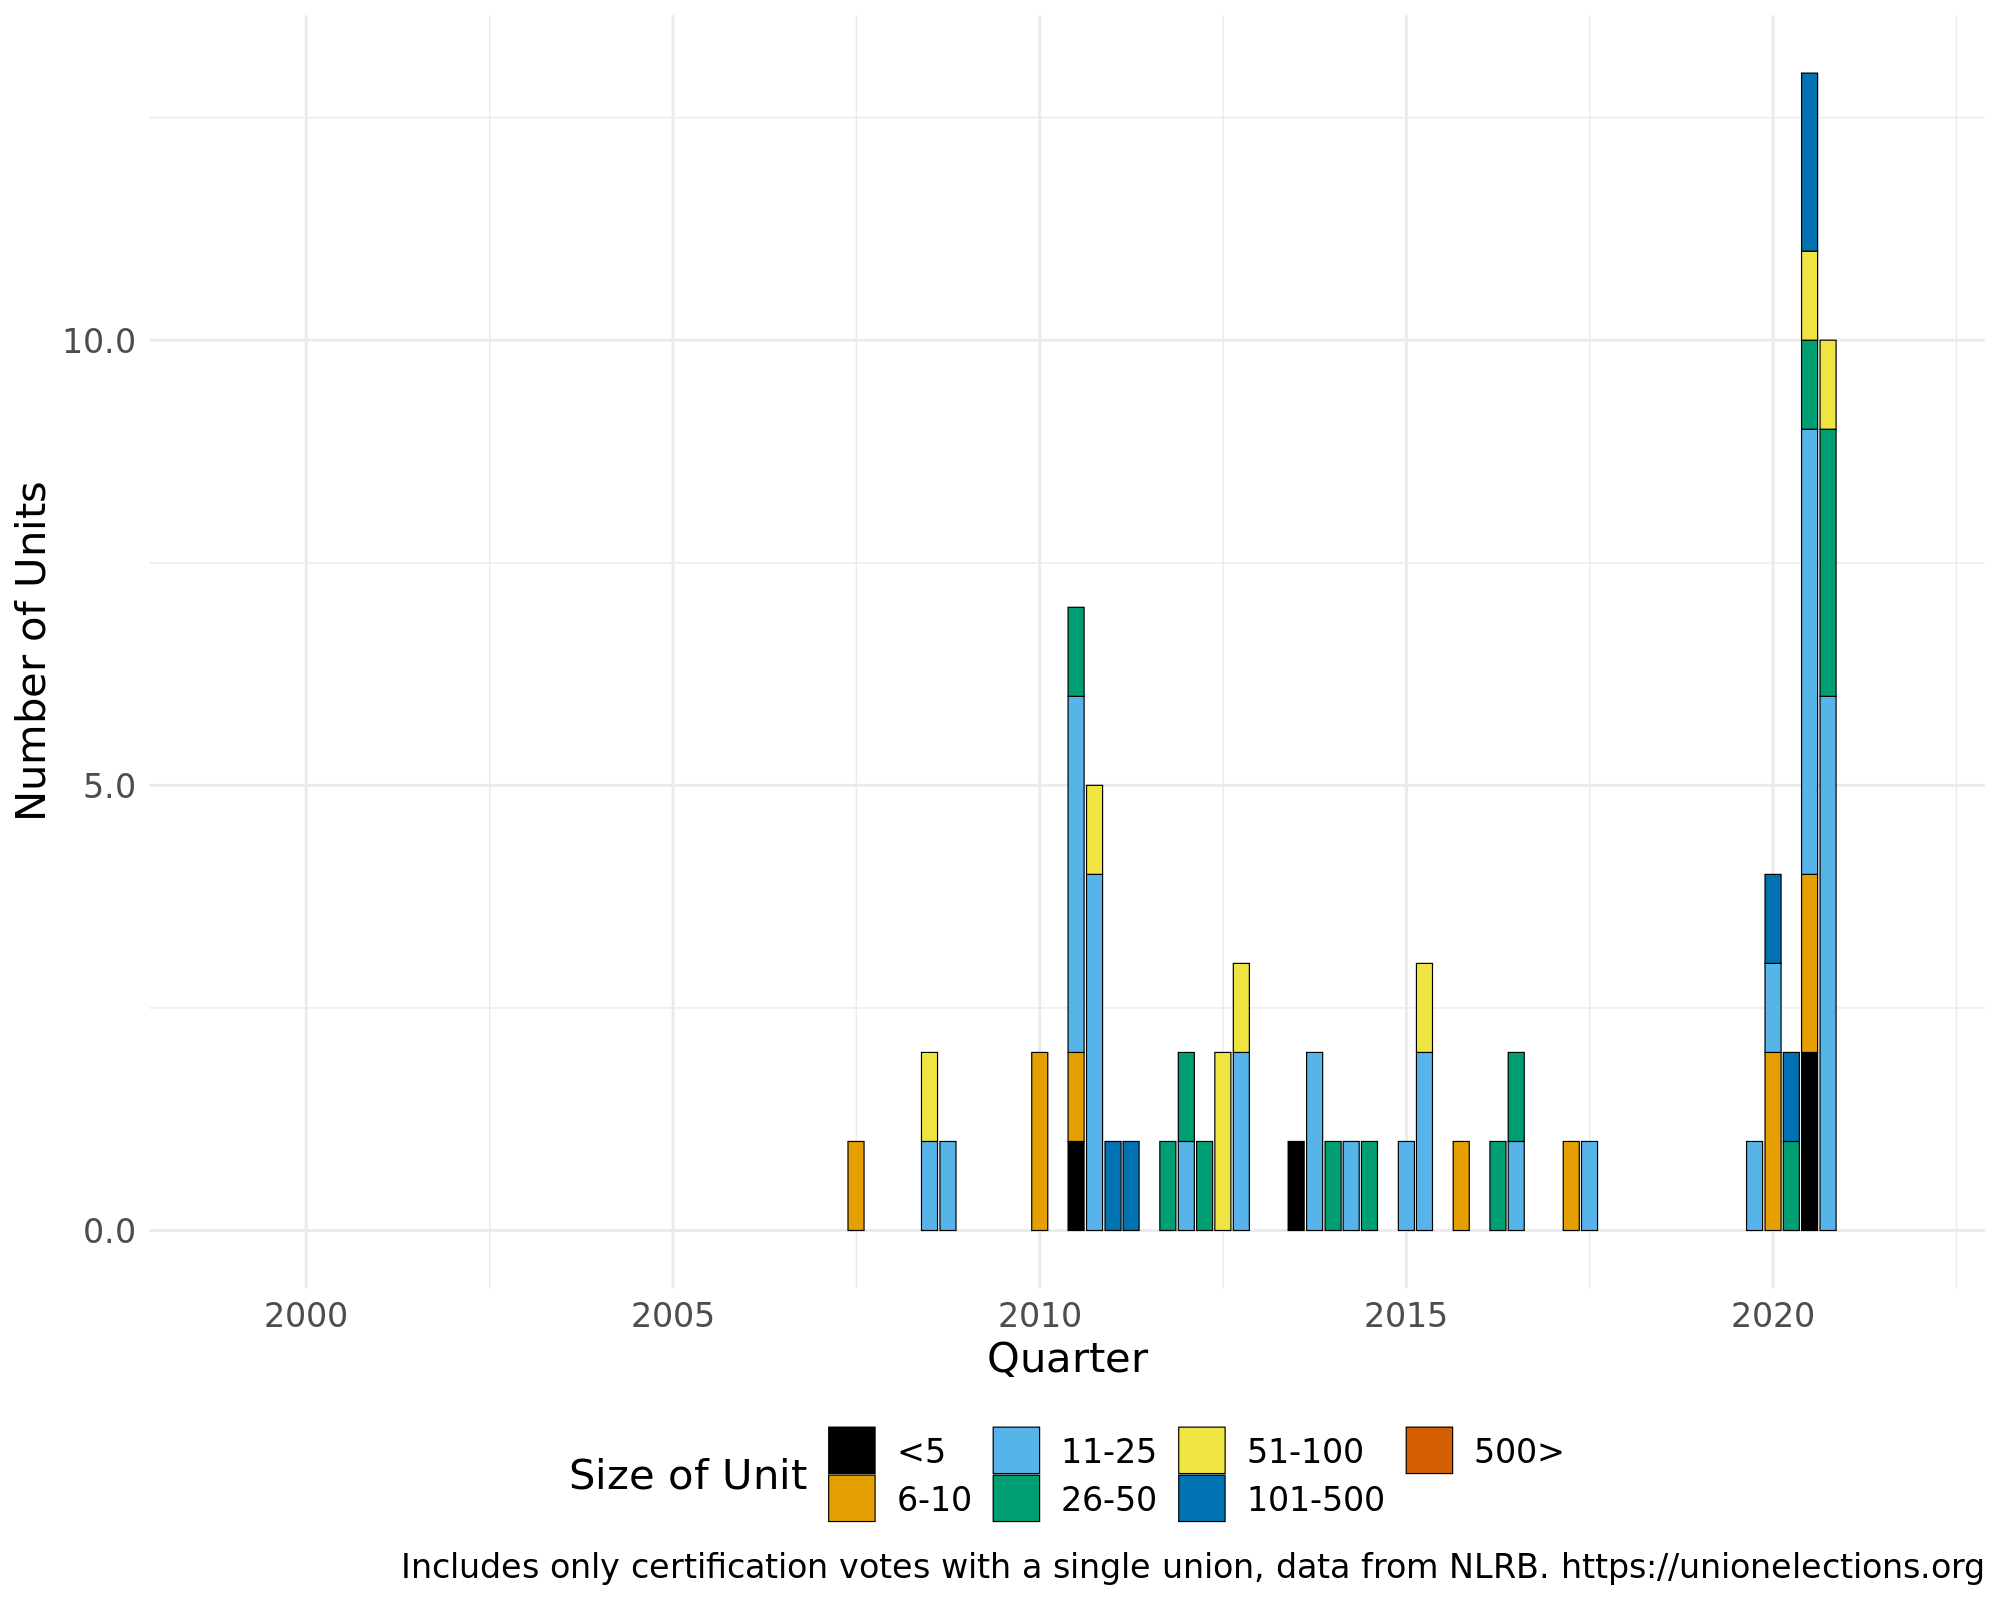 Number of Units
10.0
5.0
0.0
2000 2005 2010 2015 2020
Quarter
Size of Unit
<5 11-25 51-100 500>
6-10 26-50 101-500
Includes only certification votes with a single union, data from NLRB. https://unionelections.org